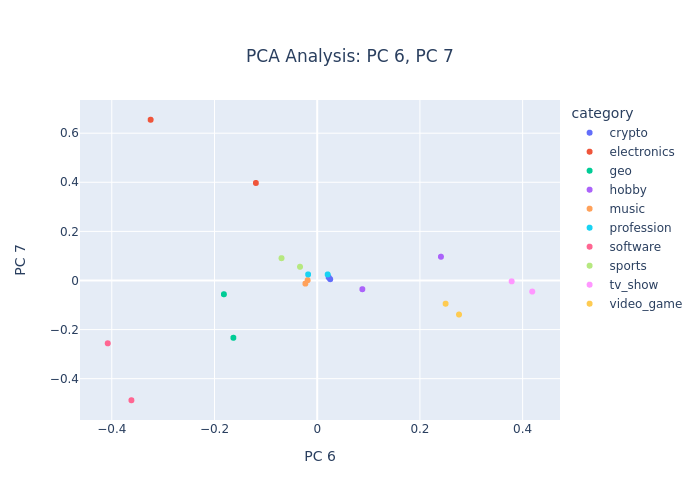 PCA Analysis: PC 6, PC 7
category
crypto
electronics
geo
hobby
music
profession
software
sports
tv_show
video_game
PC 7
0.6
0.4
0.2
0
−0.2
−0.4
−0.4
−0.2
0
0.2
0.4
PC 6